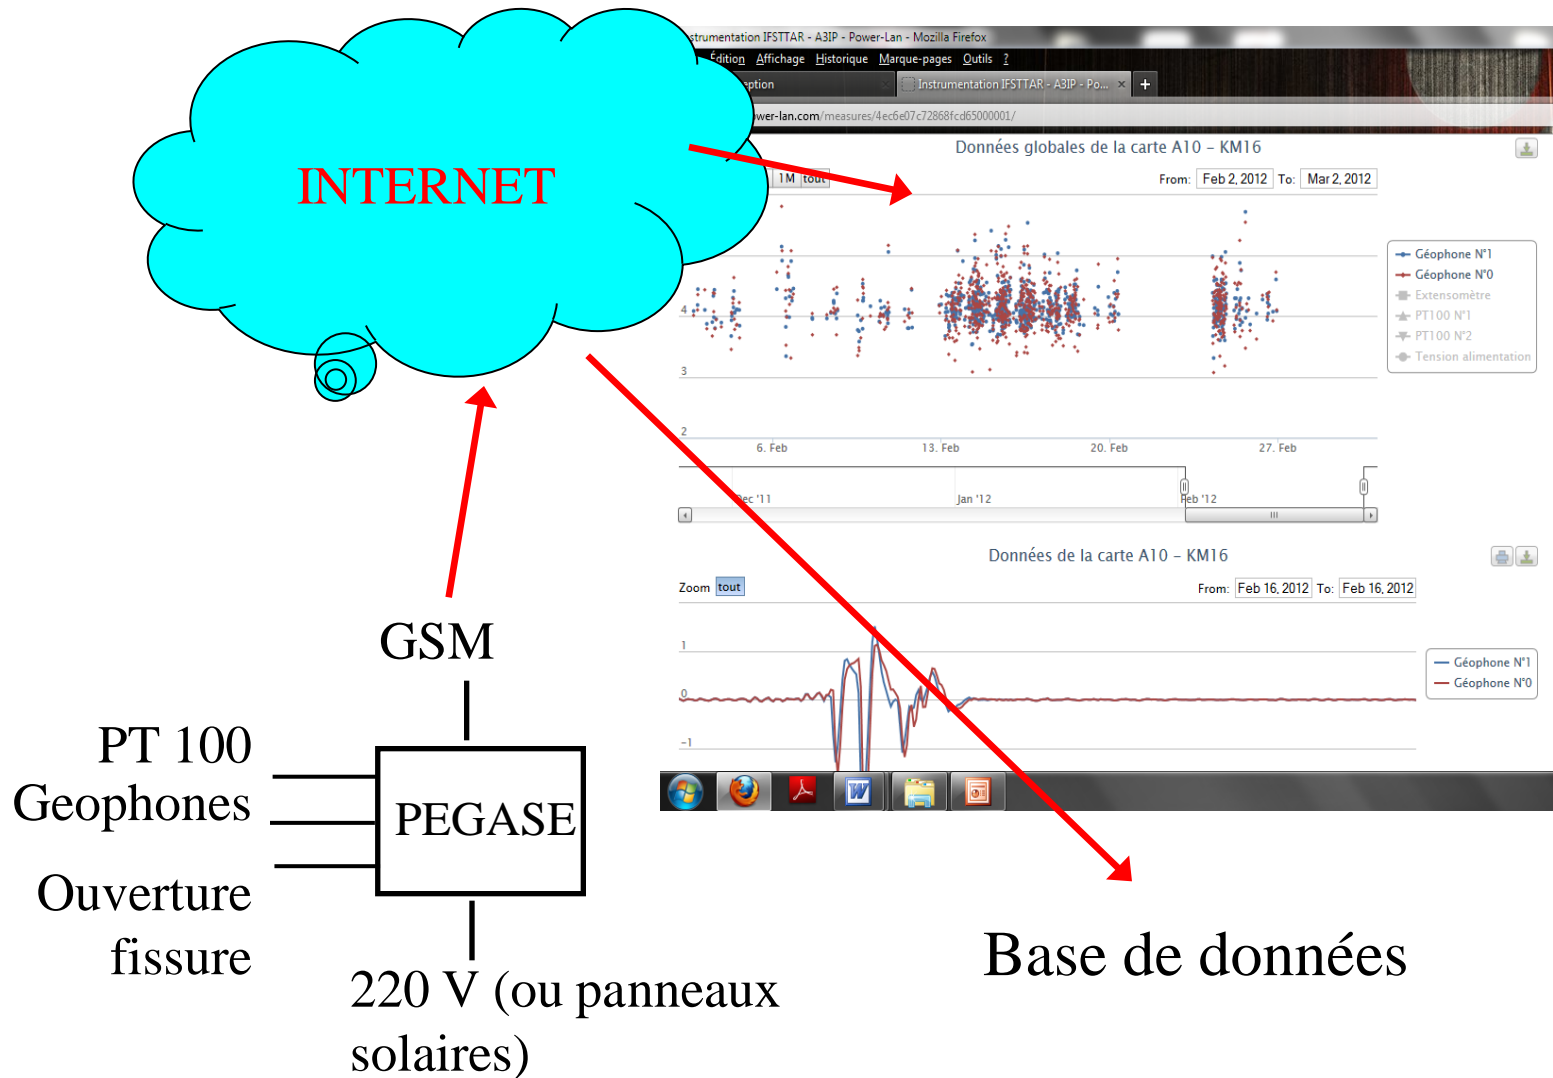 INTERNET
GSM
PT 100
Geophones
Ouverture
fissure
PEGASE
220 V (ou panneaux
solaires)
Base de données
strumentation IFSTTAR - A3IP - Power-Lan - Mozilla Firefox
Édition Affichage Historique Marque-pages Outils ?
ption
Instrumentation IFSTTAR - A3IP - Po... × +
wer-lan.com/measures/4ec6e07c72868fcd65000001/
Données globales de la carte A10 – KM16
1M tout
From: Feb 2, 2012 To: Mar 2, 2012
4
3
2
6. Feb 13. Feb 20. Feb 27. Feb
Géophone N°1
Géophone N°0
Extensomètre
PT100 N°1
PT100 N°2
Tension alimentation
Dec '11 Jan '12 Feb '12
Données de la carte A10 – KM16
Zoom tout
From: Feb 16, 2012 To: Feb 16, 2012
1
0
-1
Géophone N°1
Géophone N°0